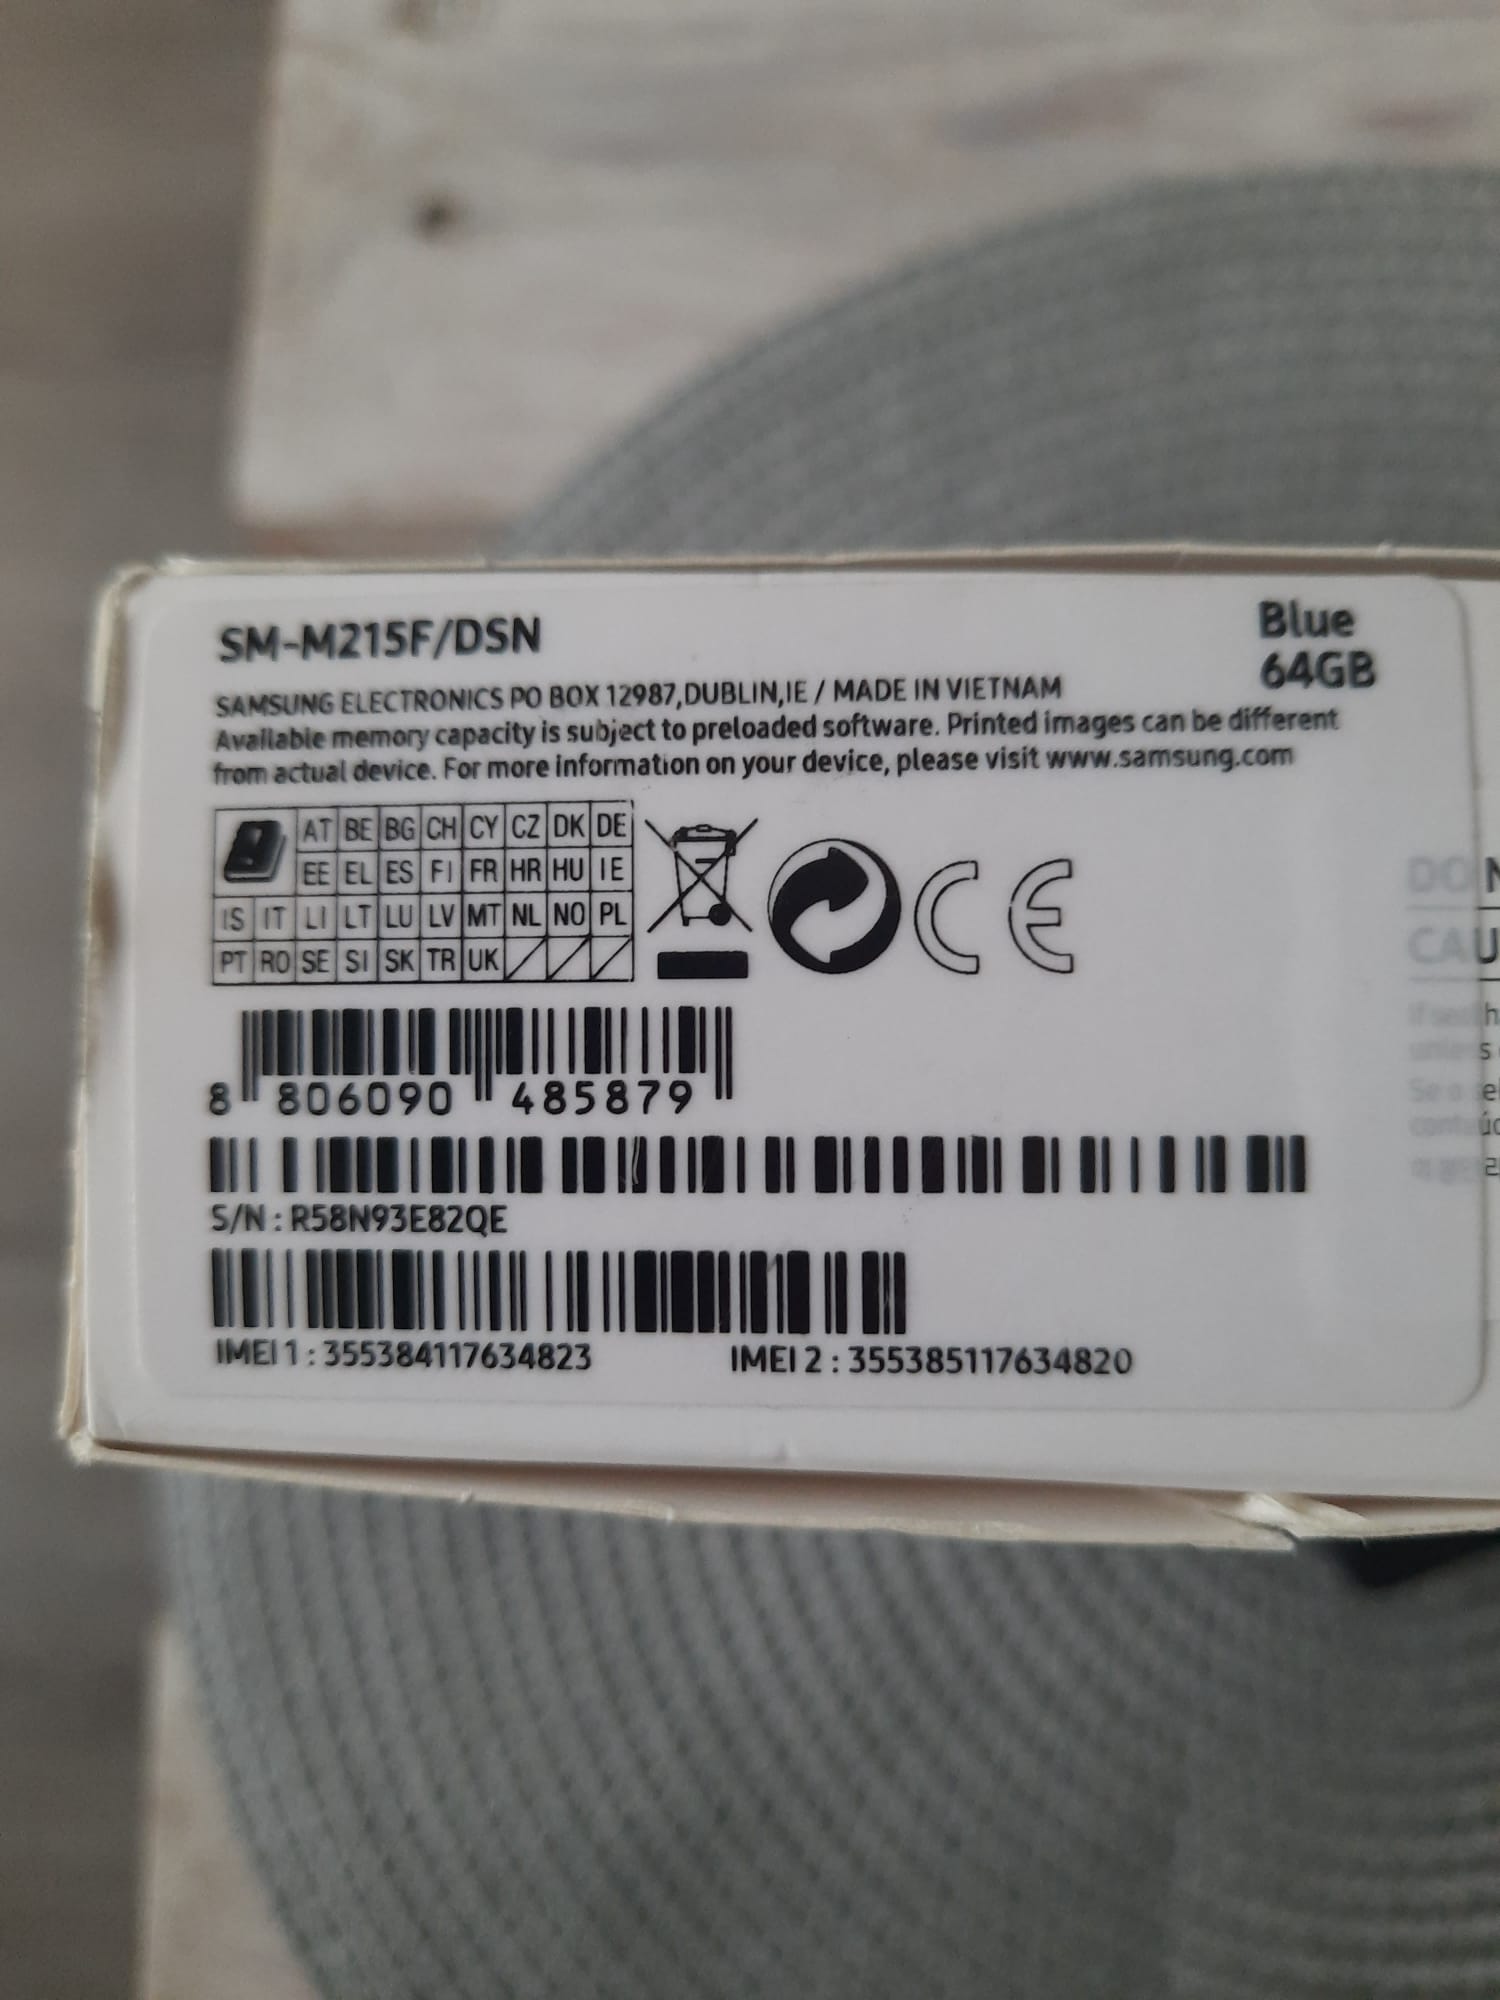 SM-M215F/DSN
Blue
64GB
SAMSUNG ELECTRONICS PO BOX 12987,DUBLIN,IE / MADE IN VIETNAM
Available memory capacity is subject to preloaded software. Printed images can be different
from actual device. For more information on your device, please visit www.samsung.com
AT BE BG CH CY CZ DK DE
EE EL ES FI FR HR HU IE
IS IT LI LT LU LV MT NL NO PL
PT RO SE SI SK TR UK
CE
8 806090 485879
S/N : R58N93E82QE
IMEI 1 : 355384117634823
IMEI 2 : 355385117634820
DO N
CAU